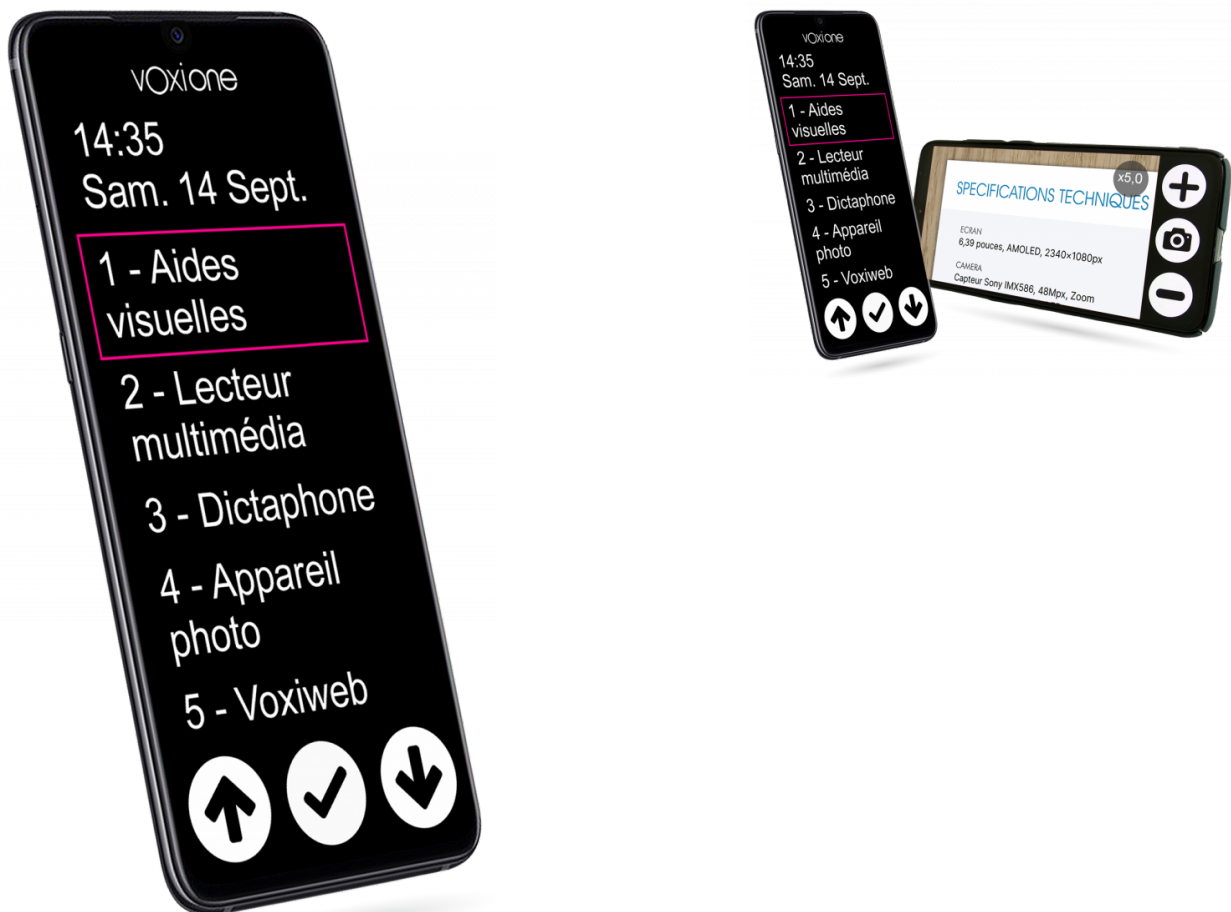 vOxione
14:35
Sam. 14 Sept.
1 - Aides
visuelles
2 - Lecteur
multimédia
3 - Dictaphone
4 - Appareil
photo
5 - Voxiweb
vOxione
14:35
Sam. 14 Sept.
1 - Aides
visuelles
2 - Lecteur
multimédia
3 - Dictaphone
4 - Appareil
photo
5 - Voxiweb
x5,0
SPECIFICATIONS TECHNIQUES
ECRAN
6,39 pouces, AMOLED, 2340×1080px
CAMERA
Capteur Sony IMX586, 48Mpx, Zoom